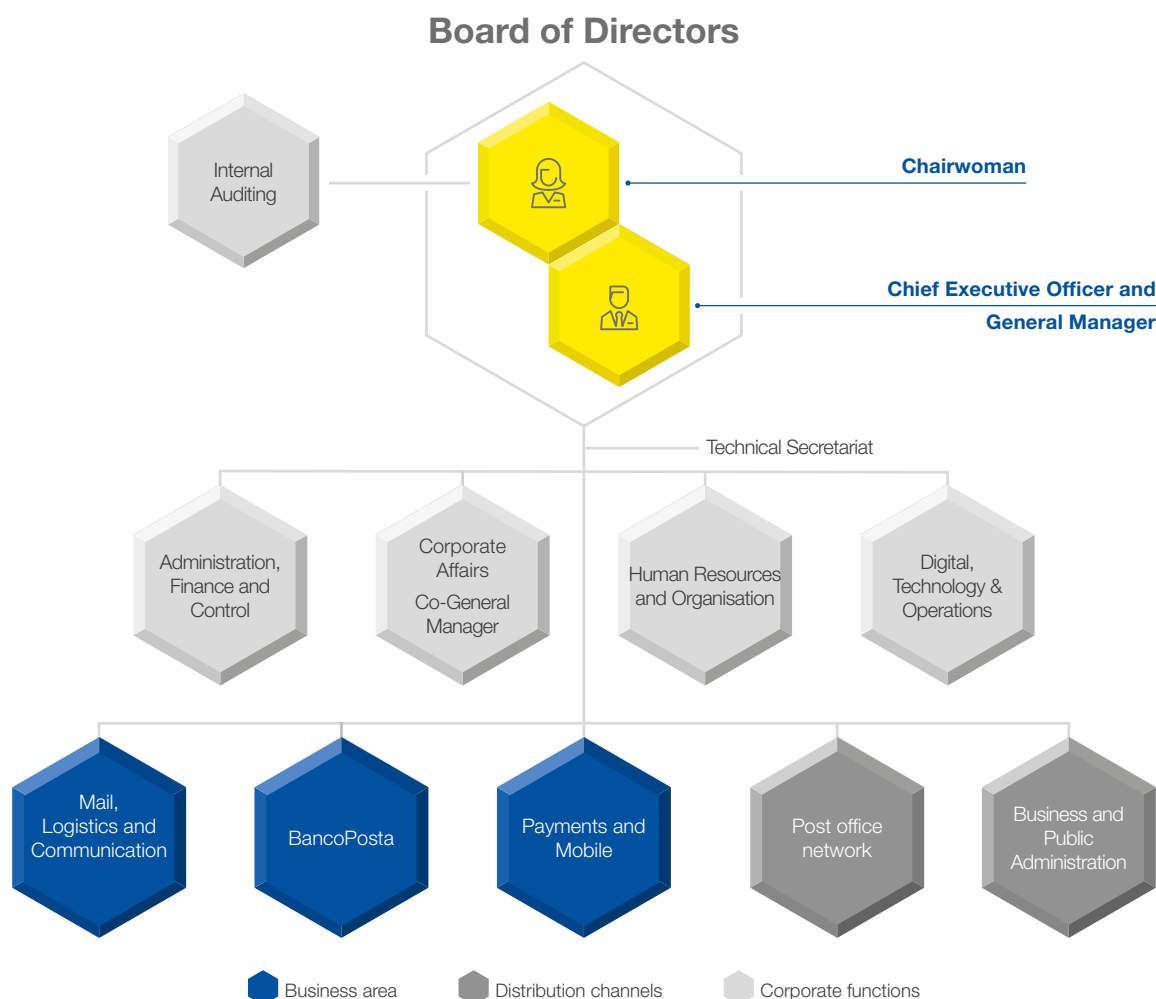 Board of Directors
Internal
Auditing
Chairwoman
Chief Executive Officer and
General Manager
Technical Secretariat
Administration,
Finance and
Control
Corporate
Affairs
Co-General
Manager
Human Resources
and Organisation
Digital,
Technology &
Operations
Mail,
Logistics and
Communication
BancoPosta
Payments and
Mobile
Post office
network
Business and
Public
Administration
Business area
Distribution channels
Corporate functions